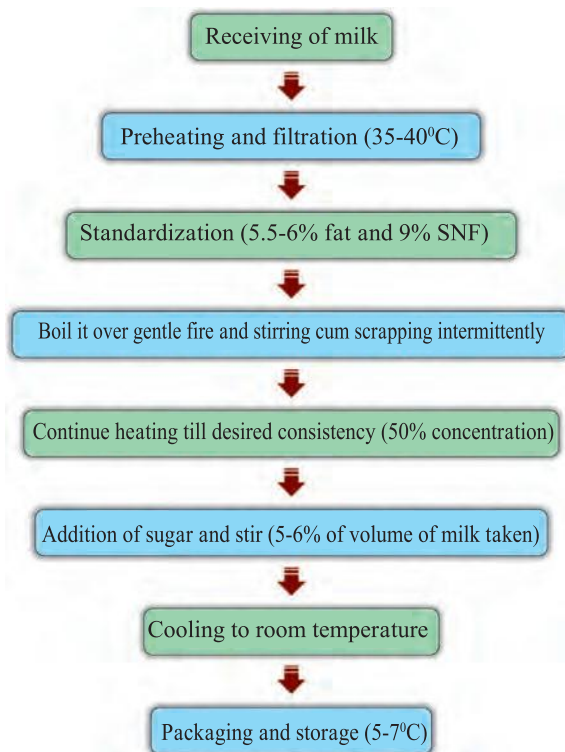 Receiving of milk
Preheating and filtration (35-40⁰C)
Standardization (5.5-6% fat and 9% SNF)
Boil it over gentle fire and stirring cum scrapping intermittently
Continue heating till desired consistency (50% concentration)
Addition of sugar and stir (5-6% of volume of milk taken)
Cooling to room temperature
Packaging and storage (5-7⁰C)